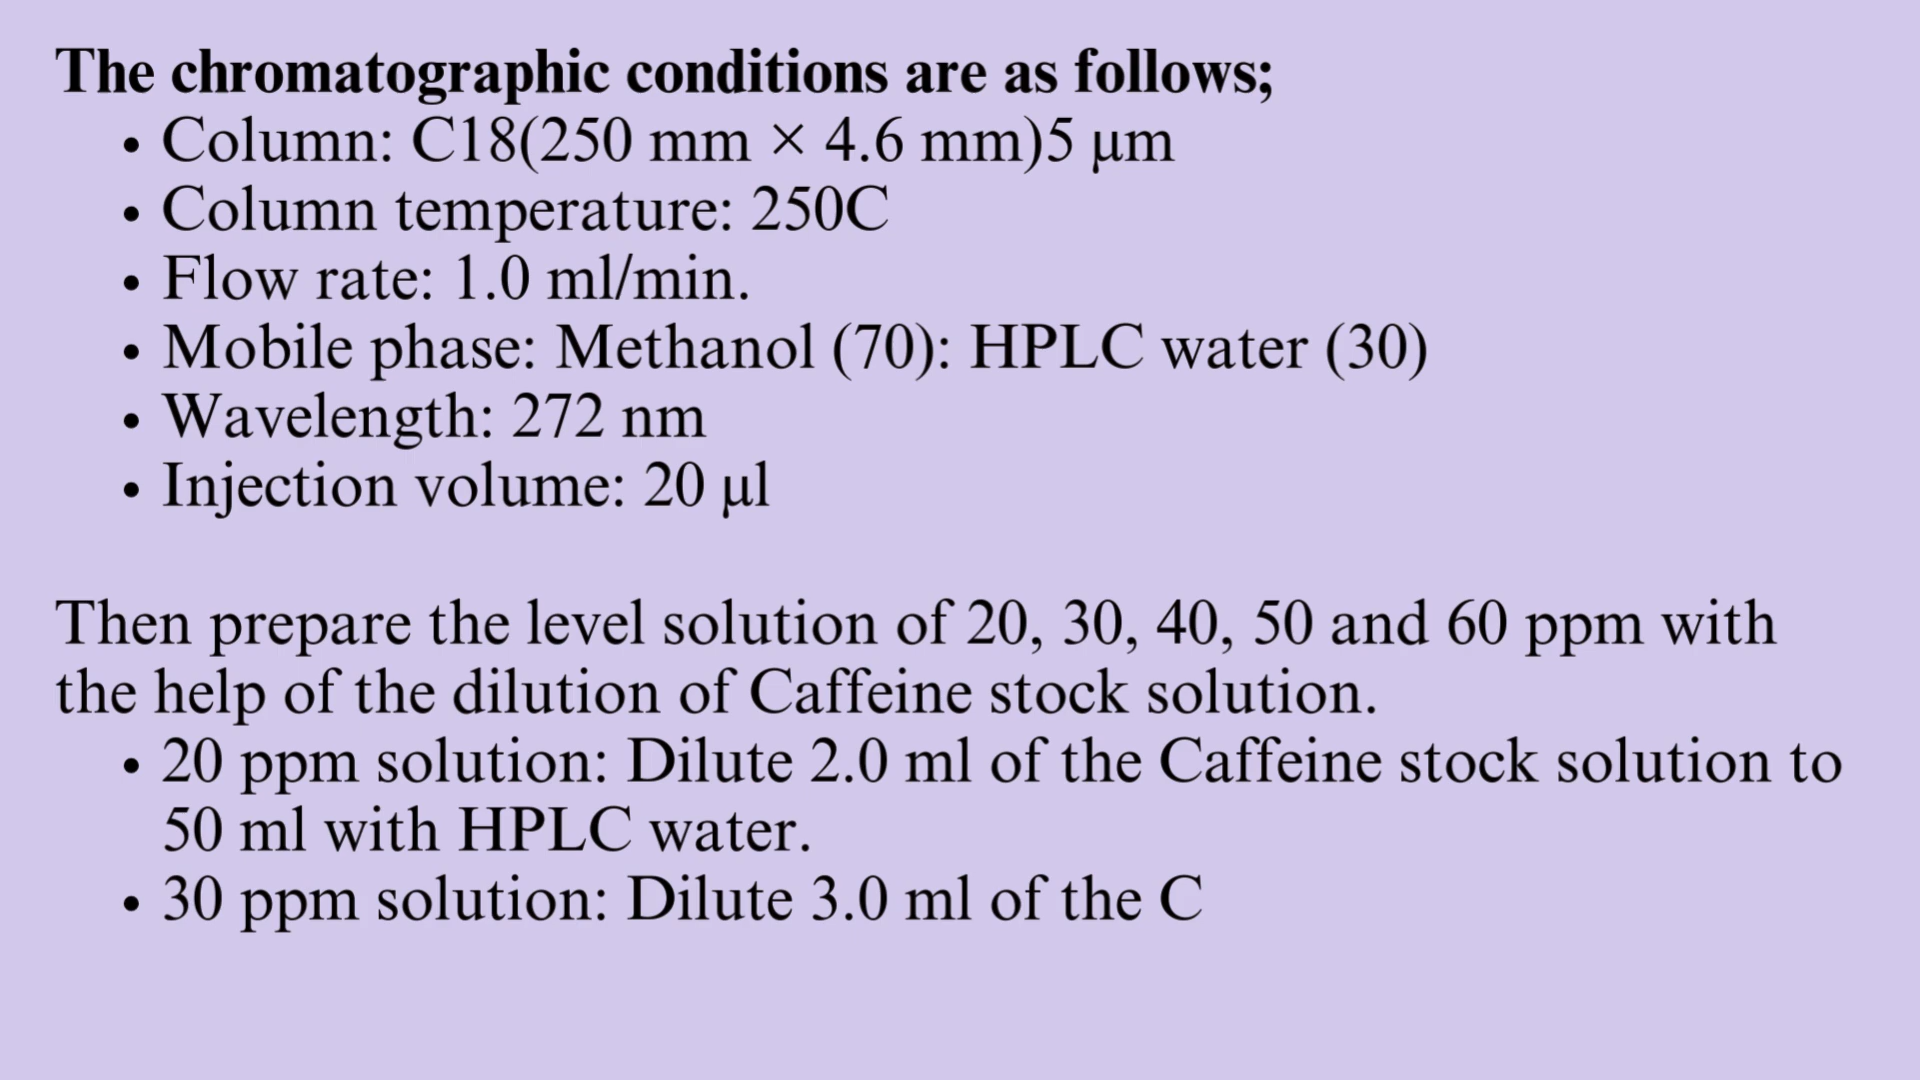 The chromatographic conditions are as follows;
• Column: C18(250 mm × 4.6 mm)5 μm
• Column temperature: 250C
• Flow rate: 1.0 ml/min.
• Mobile phase: Methanol (70): HPLC water (30)
• Wavelength: 272 nm
• Injection volume: 20 μl
Then prepare the level solution of 20, 30, 40, 50 and 60 ppm with
the help of the dilution of Caffeine stock solution.
• 20 ppm solution: Dilute 2.0 ml of the Caffeine stock solution to
50 ml with HPLC water.
• 30 ppm solution: Dilute 3.0 ml of the C